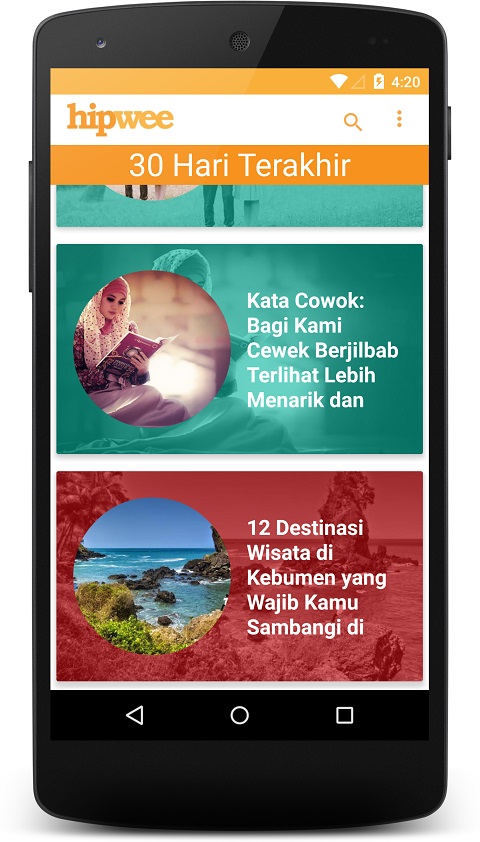 4:20
hipwee
30 Hari Terakhir
Kata Cowok:
Bagi Kami
Cewek Berjilbab
Terlihat Lebih
Menarik dan
12 Destinasi
Wisata di
Kebumen yang
Wajib Kamu
Sambangi di